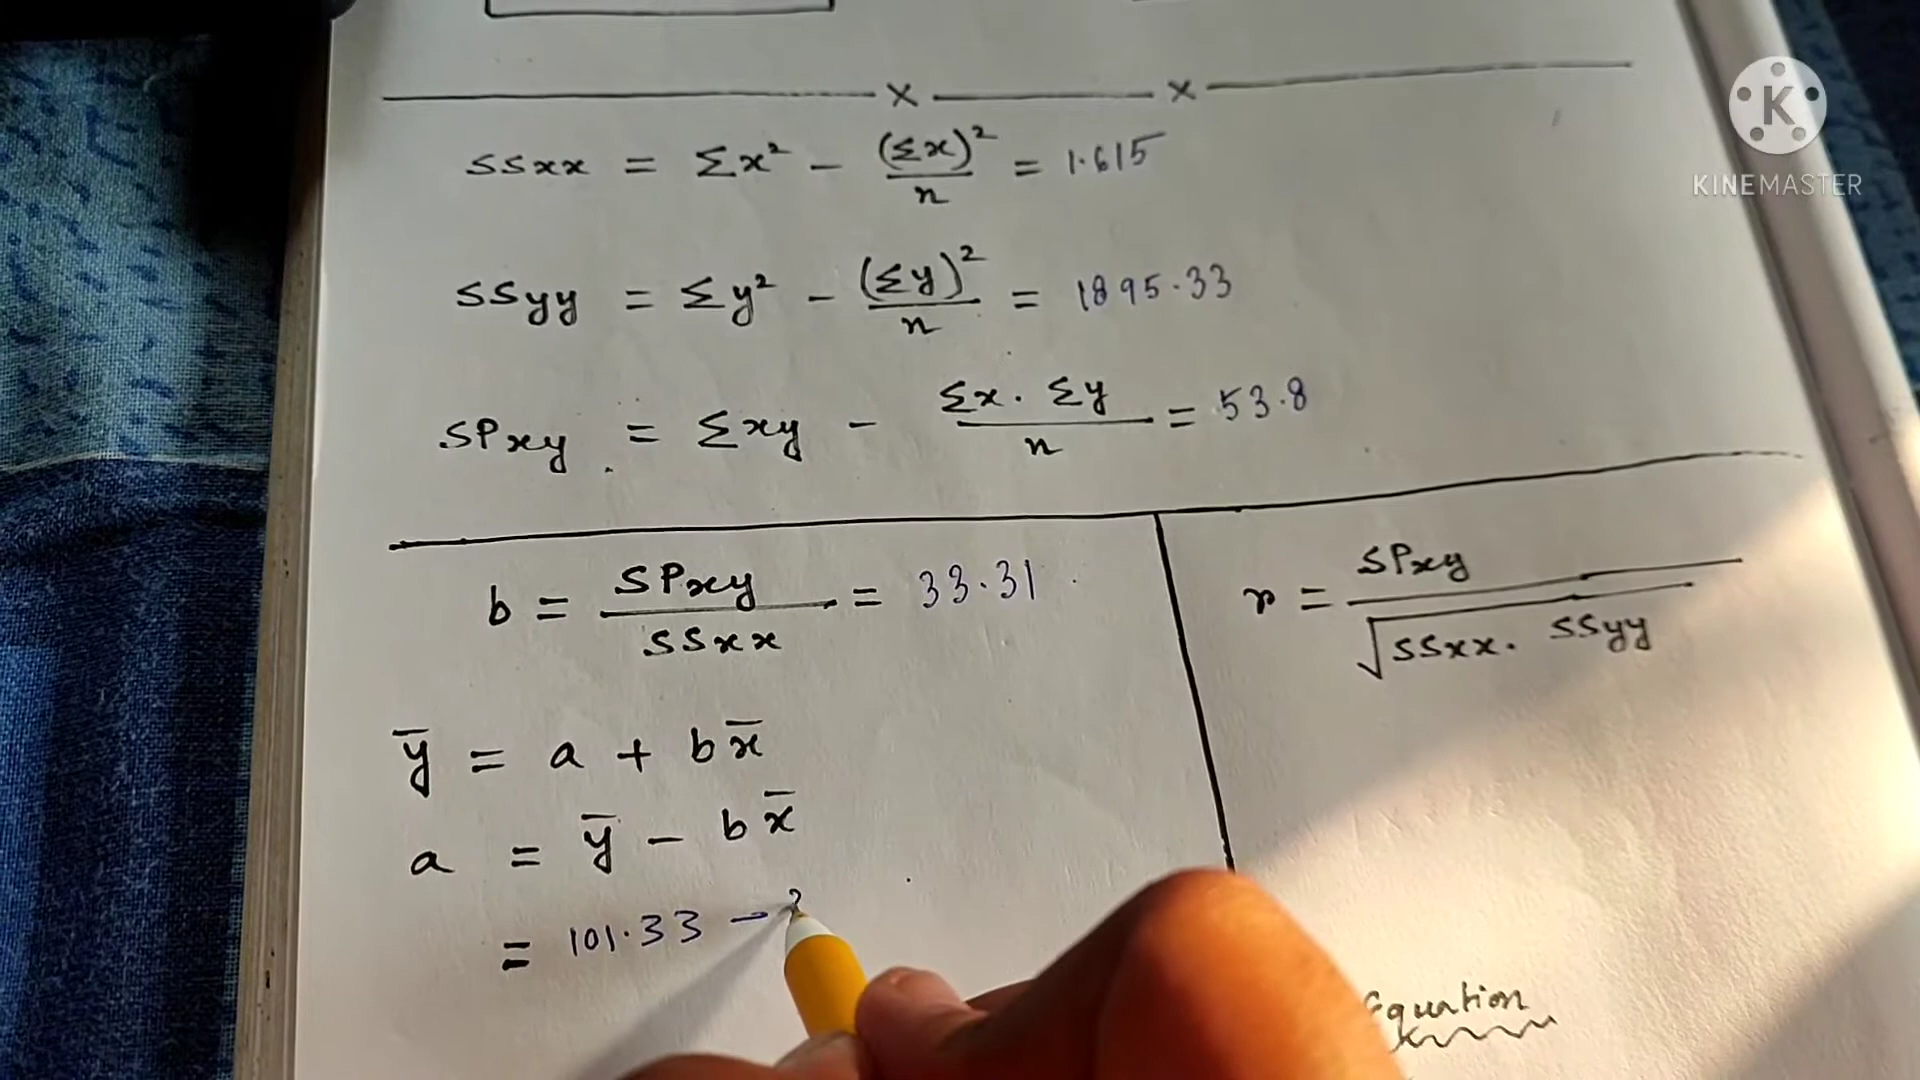 K
KINEMASTER
x x
SSxx = Σx² - (Σx)²/n = 1.615
SSyy = Σy² - (Σy)²/n = 1895.33
SPxy = Σxy - Σx. Σy/n = 53.8
b = SPxy/SSxx = 33.31
r = SPxy/√SSxx. SSyy
ȳ = a + bx̄
a = ȳ - bx̄
= 101.33 -
Equation